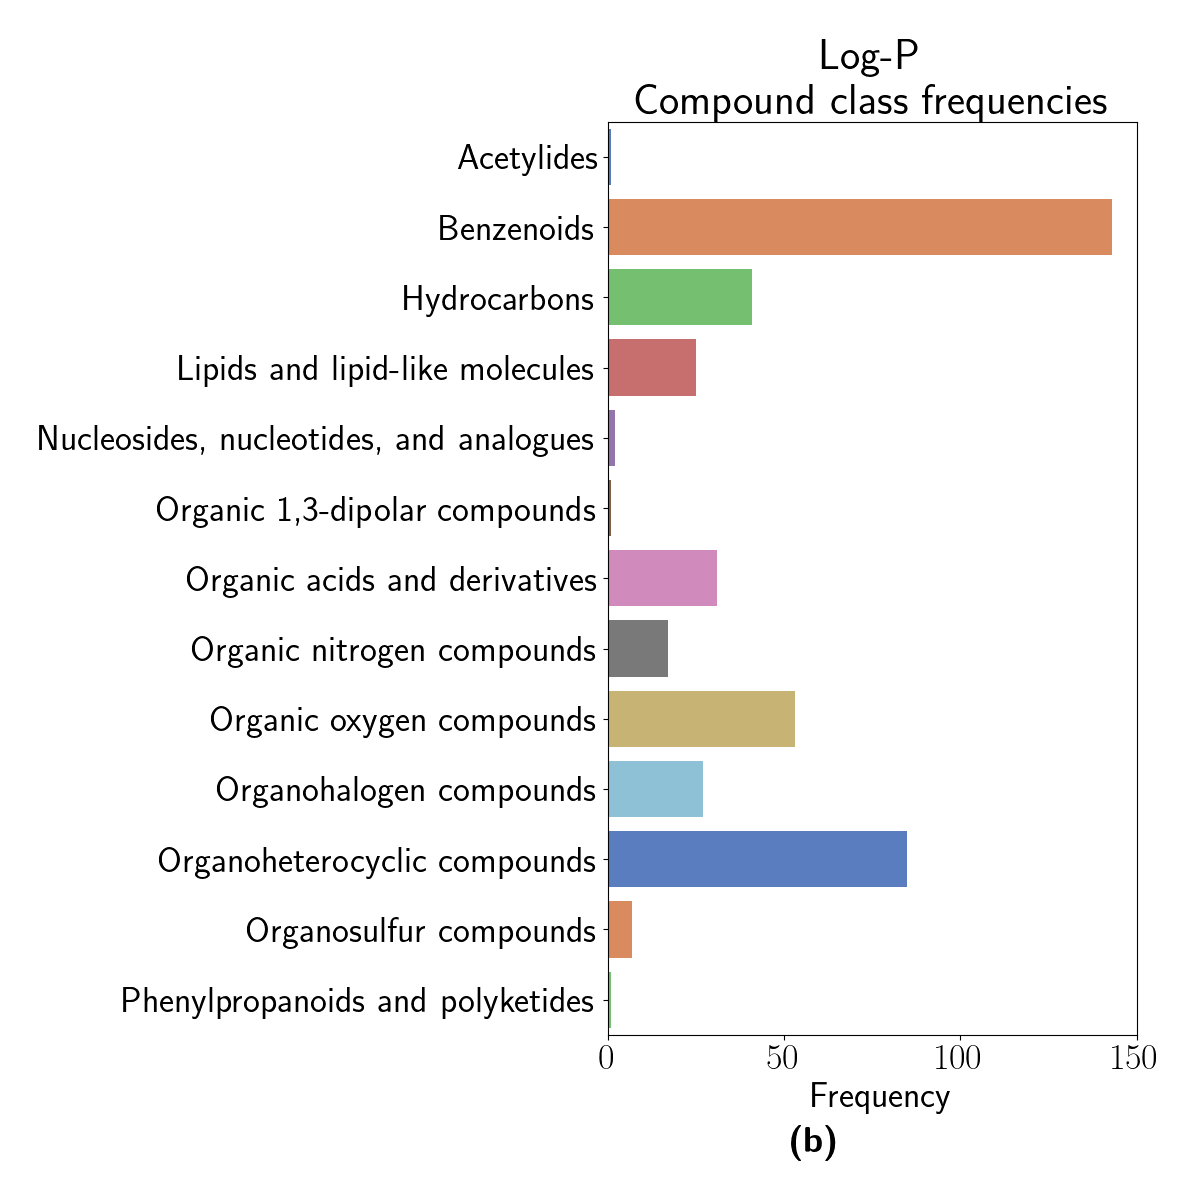 Log-P
Compound class frequencies
Acetylides
Benzenoids
Hydrocarbons
Lipids and lipid-like molecules
Nucleosides, nucleotides, and analogues
Organic 1,3-dipolar compounds
Organic acids and derivatives
Organic nitrogen compounds
Organic oxygen compounds
Organohalogen compounds
Organoheterocyclic compounds
Organosulfur compounds
Phenylpropanoids and polyketides
0 50 100 150
Frequency
(b)